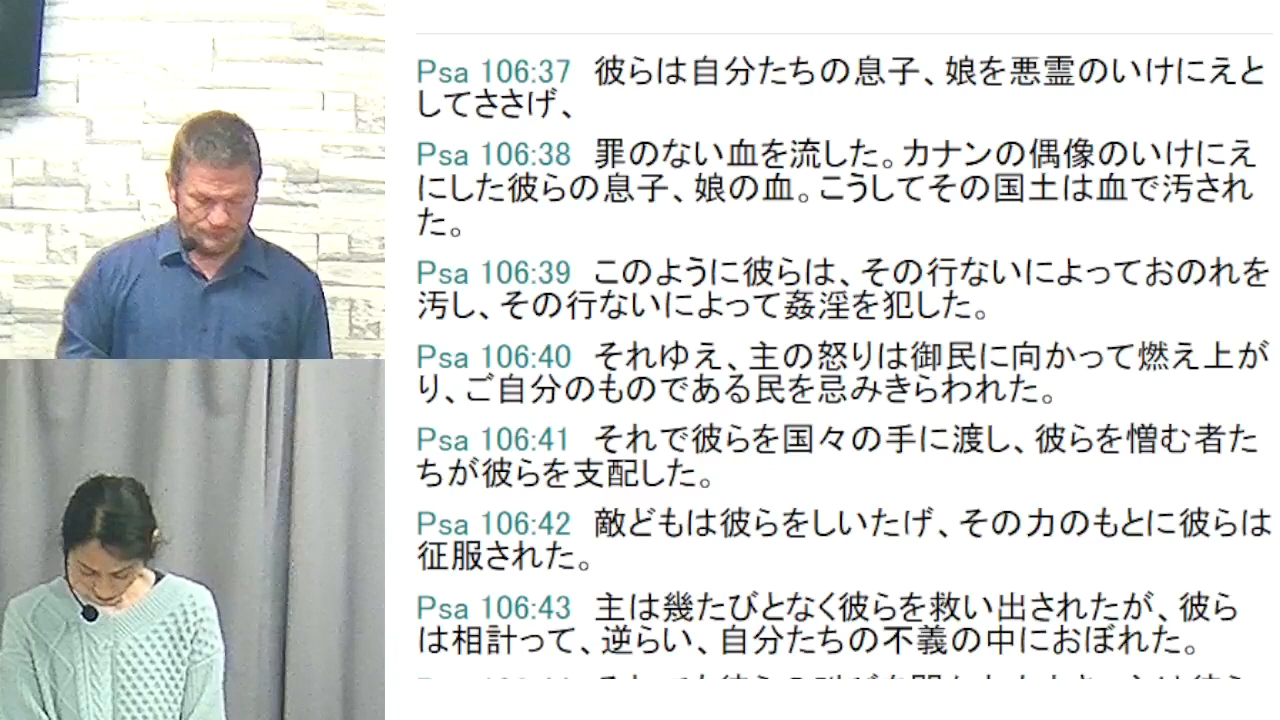 Psa 106:37 彼らは自分たちの息子、娘を悪霊のいけにえと
してささげ、
Psa 106:38 罪のない血を流した。カナンの偶像のいけにえ
にした彼らの息子、娘の血。こうしてその国土は血で汚され
た。
Psa 106:39 このように彼らは、その行ないによっておのれを
汚し、その行ないによって姦淫を犯した。
Psa 106:40 それゆえ、主の怒りは御民に向かって燃え上が
り、ご自分のものである民を忌みきらわれた。
Psa 106:41 それで彼らを国々の手に渡し、彼らを憎む者た
ちが彼らを支配した。
Psa 106:42 敵どもは彼らをしいたげ、その力のもとに彼らは
征服された。
Psa 106:43 主は幾たびとなく彼らを救い出されたが、彼ら
は相計って、逆らい、自分たちの不義の中におぼれた。